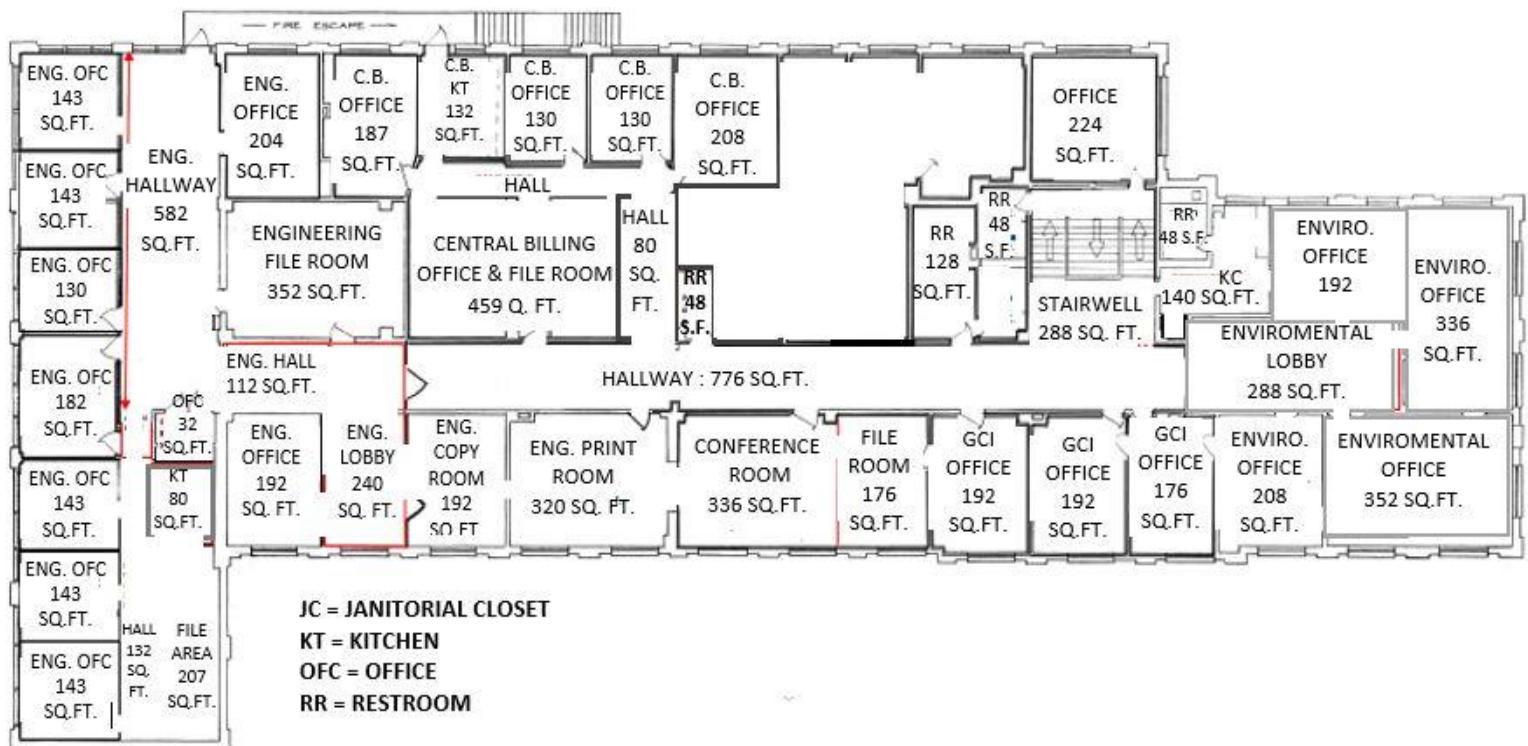 — FIRE ESCAPE —
ENG. OFC
143
SQ.FT.
ENG.
HALLWAY
582
SQ.FT.
ENG.
OFFICE
204
SQ.FT.
C.B.
OFFICE
187
SQ.FT.
C.B.
KT
132
SQ.FT.
C.B.
OFFICE
130
SQ.FT.
C.B.
OFFICE
130
SQ.FT.
C.B.
OFFICE
208
SQ.FT.
OFFICE
224
SQ.FT.
ENG. OFC
143
SQ.FT.
HALL
ENGINEERING
FILE ROOM
352 SQ.FT.
CENTRAL BILLING
OFFICE & FILE ROOM
459 Q. FT.
HALL
80
SQ.
FT.
RR
48
S.F.
RR
128
SQ.FT.
RR
48
S.F.
STAIRWELL
288 SQ. FT.
RR
48 S.F.
KC
140 SQ.FT.
ENVIRO.
OFFICE
192
ENVIRO.
OFFICE
336
SQ.FT.
ENG. OFC
130
SQ.FT.
ENVIROMENTAL
LOBBY
288 SQ.FT.
ENG. OFC
182
SQ.FT.
ENG. HALL
112 SQ.FT.
HALLWAY : 776 SQ.FT.
OFC
32
SQ.FT.
ENG.
OFFICE
192
SQ. FT.
ENG.
LOBBY
240
SQ. FT.
ENG.
COPY
ROOM
192
SQ. FT
ENG. PRINT
ROOM
320 SQ. FT.
CONFERENCE
ROOM
336 SQ.FT.
FILE
ROOM
176
SQ.FT.
GCI
OFFICE
192
SQ.FT.
GCI
OFFICE
192
SQ.FT.
GCI
OFFICE
176
SQ.FT.
ENVIRO.
OFFICE
208
SQ.FT.
ENVIROMENTAL
OFFICE
352 SQ.FT.
ENG. OFC
143
SQ.FT.
KT
80
SQ.FT.
ENG. OFC
143
SQ.FT.
ENG. OFC
143
SQ.FT.
HALL
132
SQ.
FT.
FILE
AREA
207
SQ.FT.
JC = JANITORIAL CLOSET
KT = KITCHEN
OFC = OFFICE
RR = RESTROOM